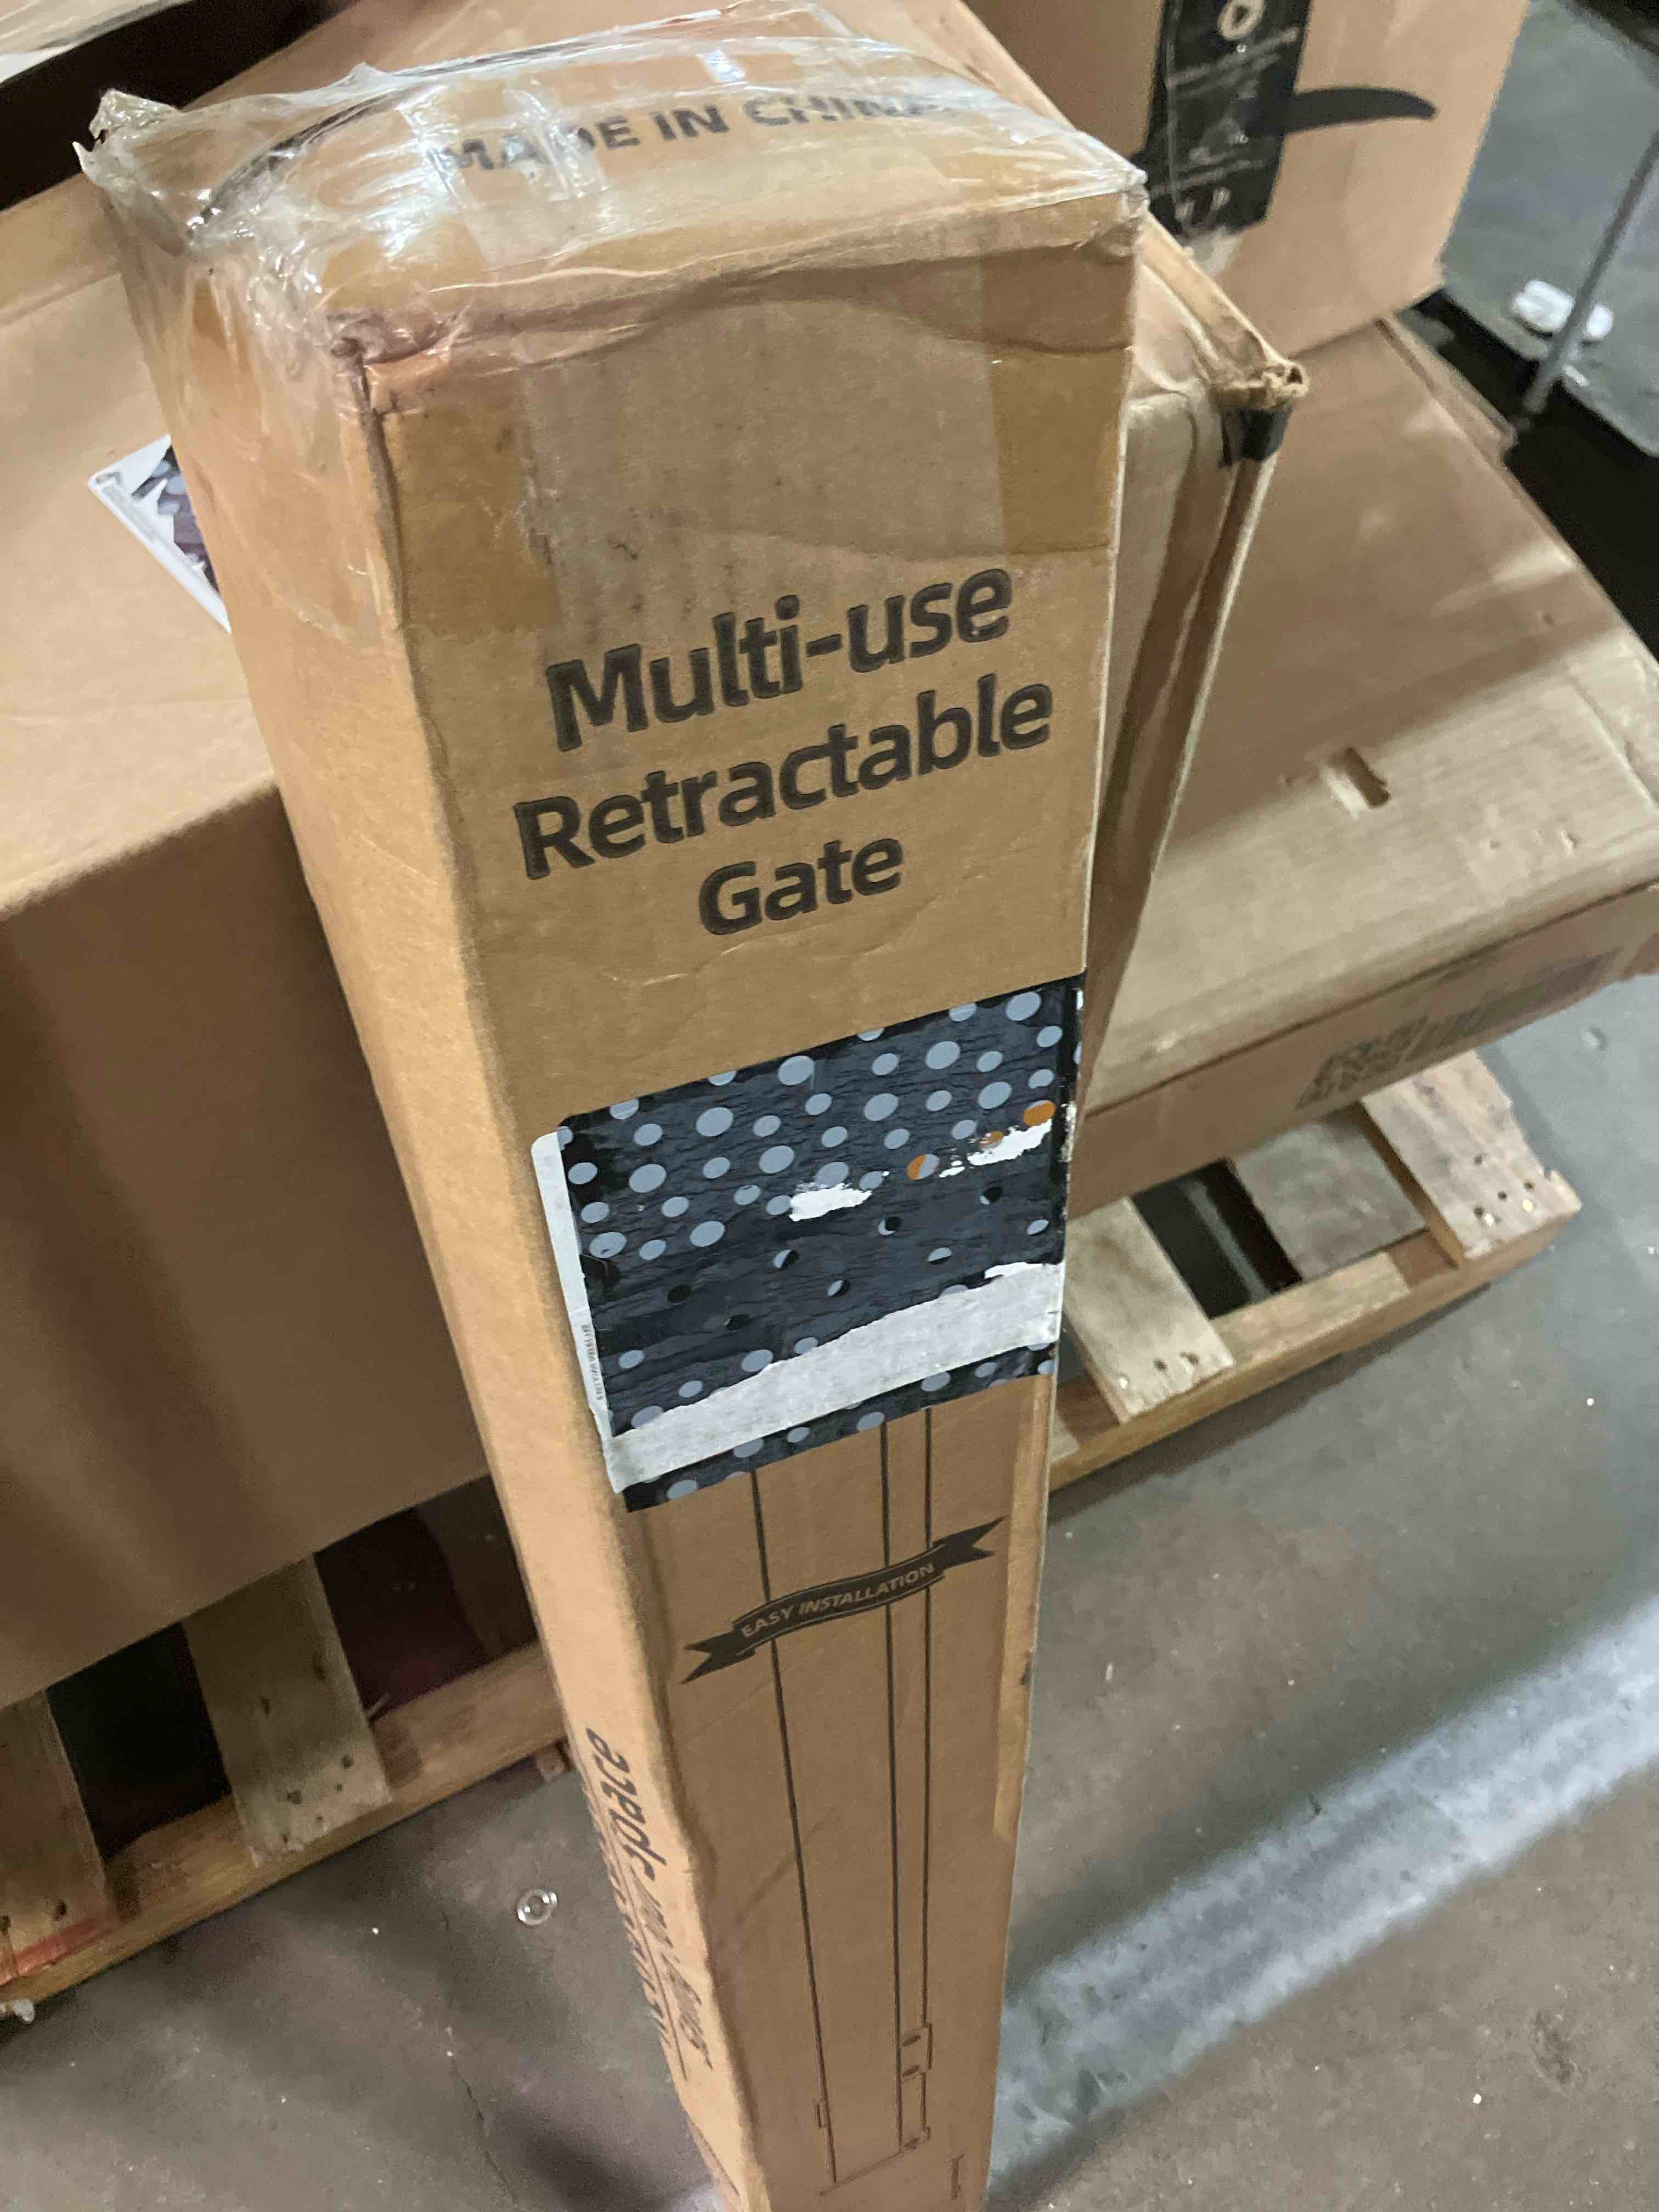 MADE IN CHINA
Multi-use
Retractable
Gate
EASY INSTALLATION